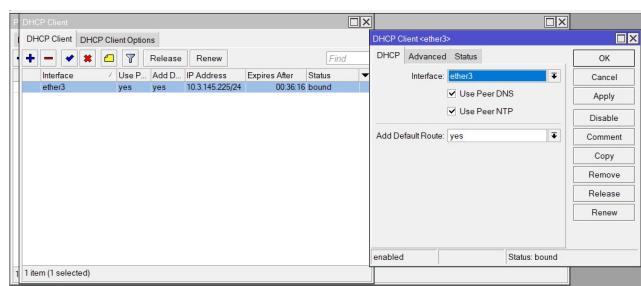 DHCP Client
DHCP Client DHCP Client Options
Release Renew Find
Interface Use P... Add D... IP Address Expires After Status
ether3 yes yes 10.3.145.225/24 00:36:16 bound
1 item (1 selected)
DHCP Client <ether3>
DHCP Advanced Status
Interface: ether3
Use Peer DNS
Use Peer NTP
Add Default Route: yes
OK
Cancel
Apply
Disable
Comment
Copy
Remove
Release
Renew
enabled Status: bound